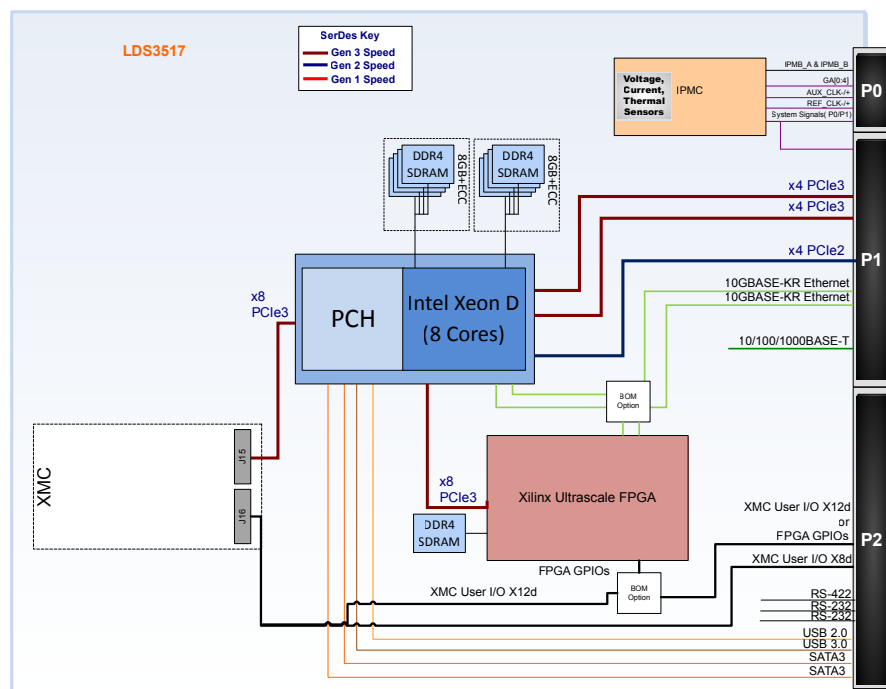 LDS3517
SerDes Key
Gen 3 Speed
Gen 2 Speed
Gen 1 Speed
Voltage,
Current,
Thermal
Sensors
IPMC
IPMB_A & IPMB_B
GA[0:4]
AUX_CLK-/+
REF_CLK-/+
System Signals( P0/P1)
P0
DDR4
SDRAM
8GB+ECC
DDR4
SDRAM
8GB+ECC
x4 PCIe3
x4 PCIe3
x4 PCIe2
P1
10GBASE-KR Ethernet
10GBASE-KR Ethernet
10/100/1000BASE-T
x8
PCIe3
PCH
Intel Xeon D
(8 Cores)
BOM
Option
XMC
J15
J16
x8
PCIe3
Xilinx Ultrascale FPGA
DDR4
SDRAM
FPGA GPIOs
BOM
Option
XMC User I/O X12d
XMC User I/O X12d
or
FPGA GPIOs
XMC User I/O X8d
P2
RS-422
RS-232
RS-232
USB 2.0
USB 3.0
SATA3
SATA3